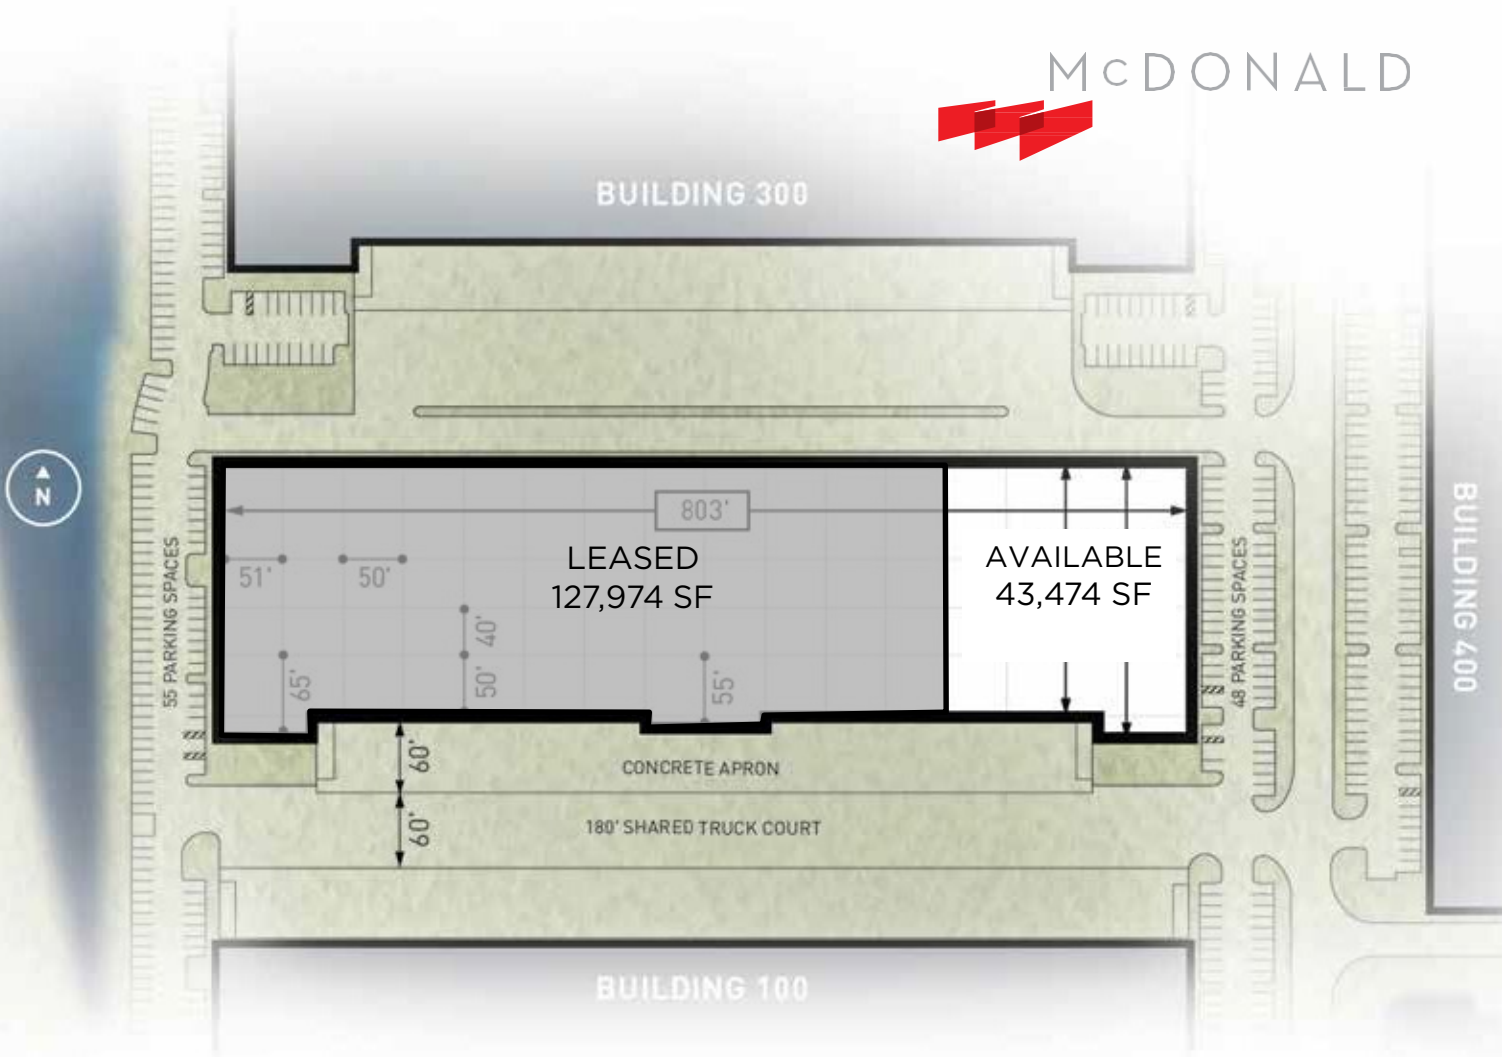 McDONALD
BUILDING 300
N
803'
51'
50'
LEASED
127,974 SF
AVAILABLE
43,474 SF
40'
50'
65'
55'
55 PARKING SPACES
48 PARKING SPACES
BUILDING 400
60'
CONCRETE APRON
60'
180' SHARED TRUCK COURT
BUILDING 100